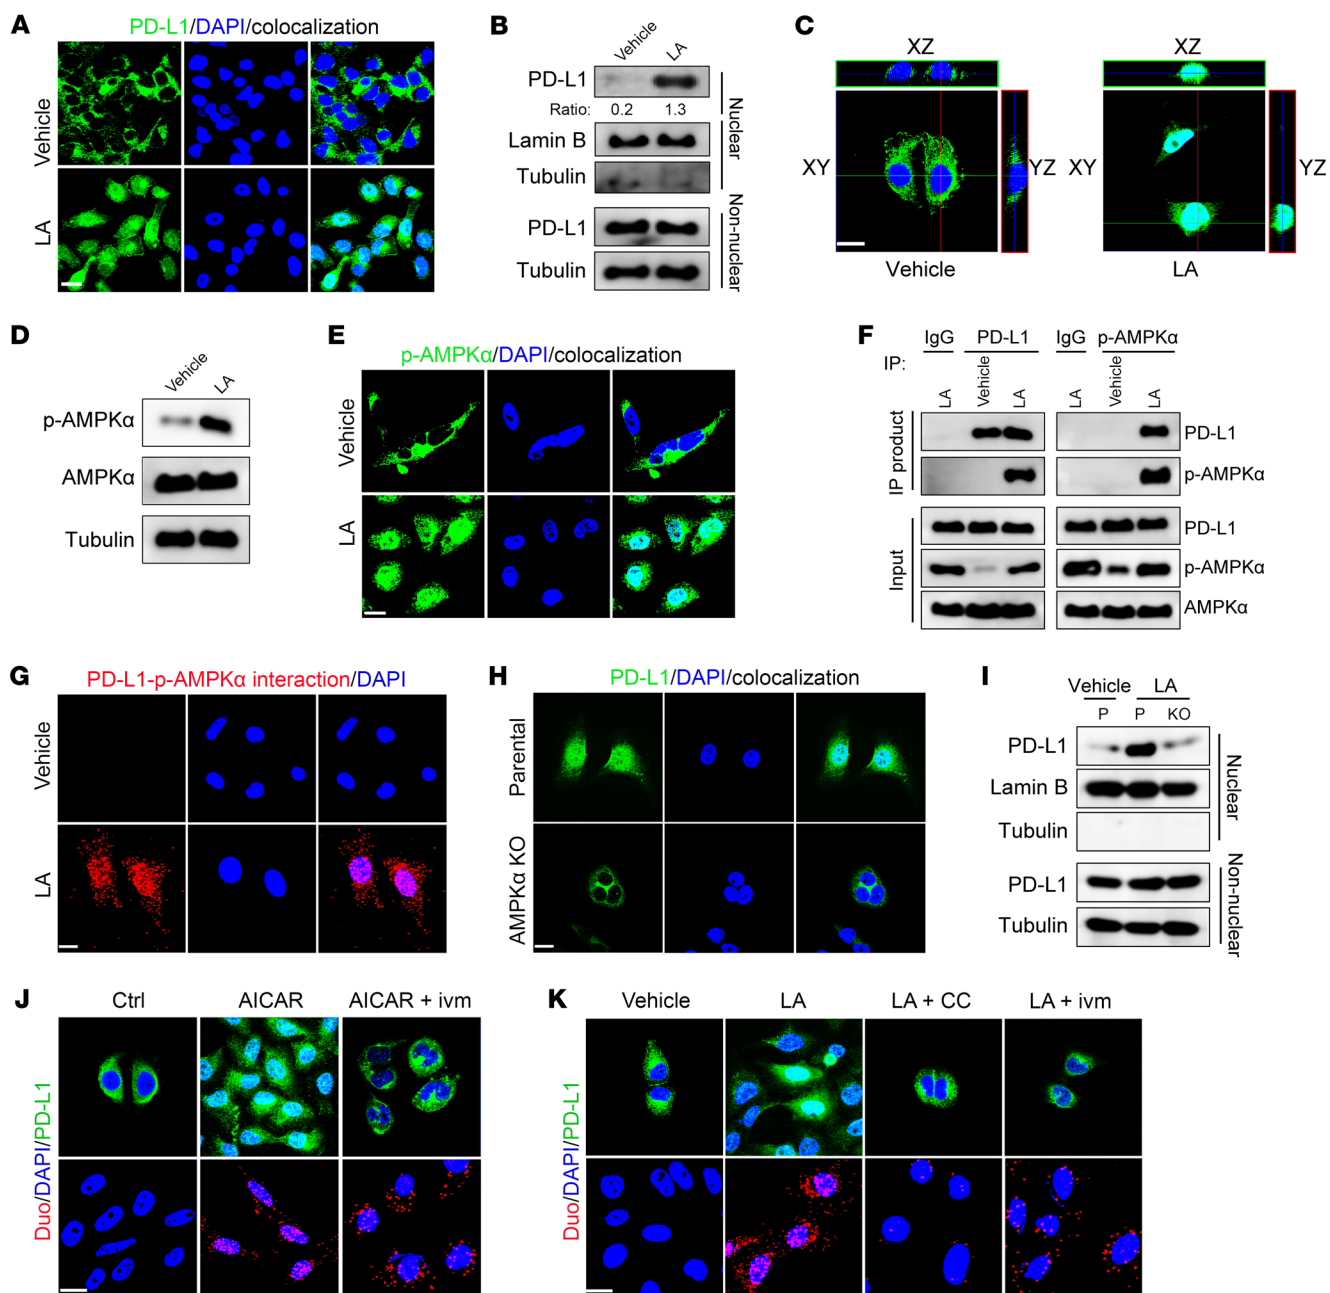 A
PD-L1/DAPI/colocalization
Vehicle
LA
B
Vehicle
LA
PD-L1
Ratio: 0.2 1.3
Lamin B
Tubulin
Nuclear
PD-L1
Tubulin
Non-nuclear
C
XZ
XY
YZ
Vehicle
XZ
XY
YZ
LA
D
Vehicle
LA
p-AMPKα
AMPKα
Tubulin
E
p-AMPKα/DAPI/colocalization
Vehicle
LA
F
IgG PD-L1 IgG p-AMPKα
IP:
LA Vehicle LA LA Vehicle LA
IP product
PD-L1
p-AMPKα
Input
PD-L1
p-AMPKα
AMPKα
G
PD-L1-p-AMPKα interaction/DAPI
Vehicle
LA
H
PD-L1/DAPI/colocalization
Parental
AMPKα KO
I
Vehicle LA
P P KO
PD-L1
Lamin B
Tubulin
Nuclear
PD-L1
Tubulin
Non-nuclear
J
Ctrl AICAR AICAR + ivm
Duo/DAPI/PD-L1
K
Vehicle LA LA + CC LA + ivm
Duo/DAPI/PD-L1